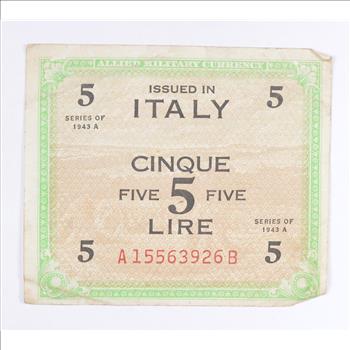 ALLIED MILITARY CURRENCY
5 ISSUED IN 5
SERIES OF 1943 A ITALY
CINQUE
FIVE 5 FIVE
LIRE SERIES OF 1943 A
5 A15563926B 5